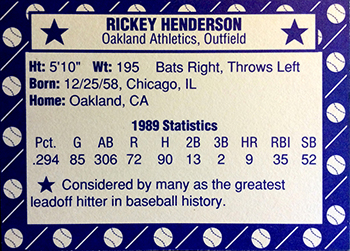 RICKEY HENDERSON
Oakland Athletics, Outfield
Ht: 5'10" Wt: 195 Bats Right, Throws Left
Born: 12/25/58, Chicago, IL
Home: Oakland, CA
1989 Statistics
Pct. G AB R H 2B 3B HR RBI SB
.294 85 306 72 90 13 2 9 35 52
Considered by many as the greatest
leadoff hitter in baseball history.